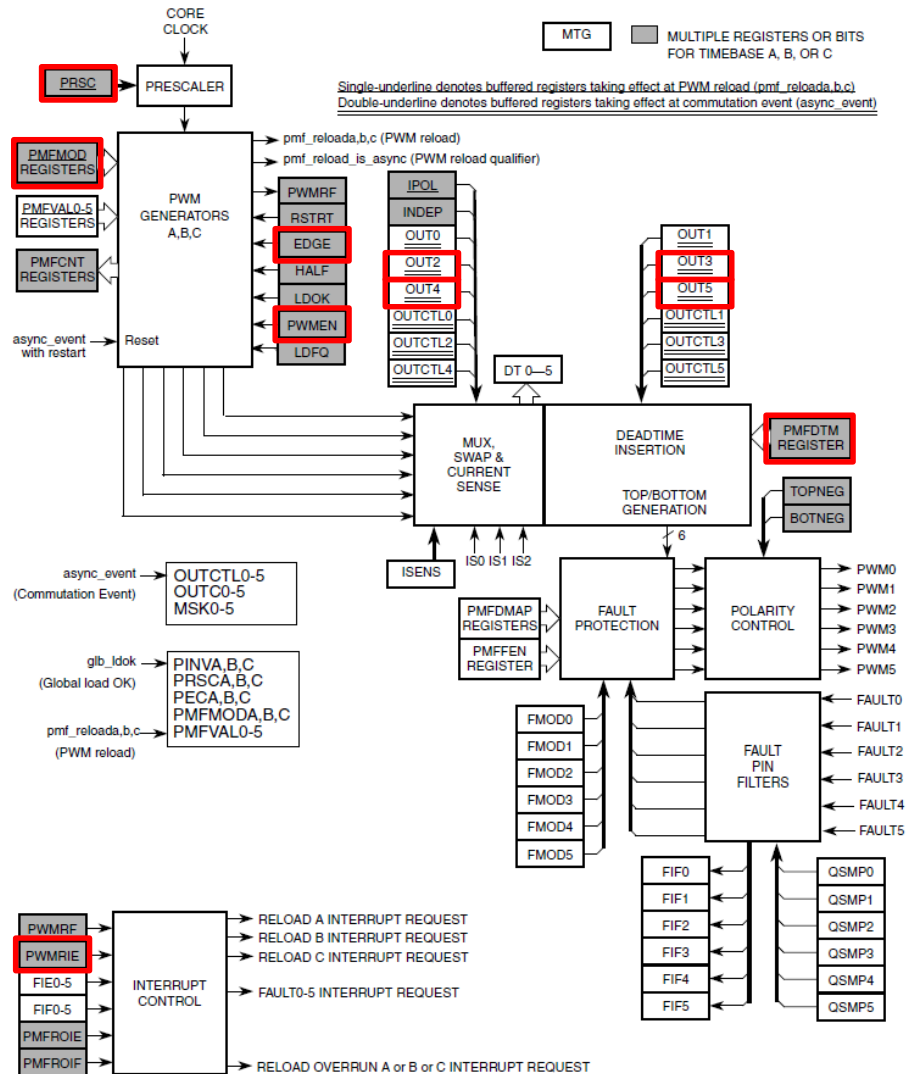 CORE
CLOCK
MTG
MULTIPLE REGISTERS OR BITS
FOR TIMEBASE A, B, OR C
PRSC
PRESCALER
Single-underline denotes buffered registers taking effect at PWM reload (pmf_reloada,b,c)
Double-underline denotes buffered registers taking effect at commutation event (async_event)
pmf_reloada,b,c (PWM reload)
pmf_reload_is_async (PWM reload qualifier)
PMFMOD
REGISTERS
PMFVAL0-5
REGISTERS
PMFCNT
REGISTERS
async_event
with restart
Reset
PWM
GENERATORS
A,B,C
PWMRF
RSTRT
EDGE
HALF
LDOK
PWMEN
LDFQ
IPOL
INDEP
OUT0
OUT2
OUT4
OUTCTL0
OUTCTL2
OUTCTL4
OUT1
OUT3
OUT5
OUTCTL1
OUTCTL3
OUTCTL5
DT 0—5
MUX,
SWAP &
CURRENT
SENSE
DEADTIME
INSERTION
TOP/BOTTOM
GENERATION
PMFDTM
REGISTER
TOPNEG
BOTNEG
6
ISENS
IS0 IS1 IS2
async_event
(Commutation Event)
OUTCTL0-5
OUTC0-5
MSK0-5
PMFDMAP
REGISTERS
PMFFEN
REGISTER
FAULT
PROTECTION
POLARITY
CONTROL
PWM0
PWM1
PWM2
PWM3
PWM4
PWM5
glb_ldok
(Global load OK)
pmf_reloada,b,c
(PWM reload)
PINVA,B,C
PRSCA,B,C
PECA,B,C
PMFMODA,B,C
PMFVAL0-5
FMOD0
FMOD1
FMOD2
FMOD3
FMOD4
FMOD5
FAULT
PIN
FILTERS
FAULT0
FAULT1
FAULT2
FAULT3
FAULT4
FAULT5
FIF0
FIF1
FIF2
FIF3
FIF4
FIF5
QSMP0
QSMP1
QSMP2
QSMP3
QSMP4
QSMP5
PWMRF
PWMRIE
FIE0-5
FIF0-5
PMFROIE
PMFROIF
INTERRUPT
CONTROL
RELOAD A INTERRUPT REQUEST
RELOAD B INTERRUPT REQUEST
RELOAD C INTERRUPT REQUEST
FAULT0-5 INTERRUPT REQUEST
RELOAD OVERRUN A or B or C INTERRUPT REQUEST